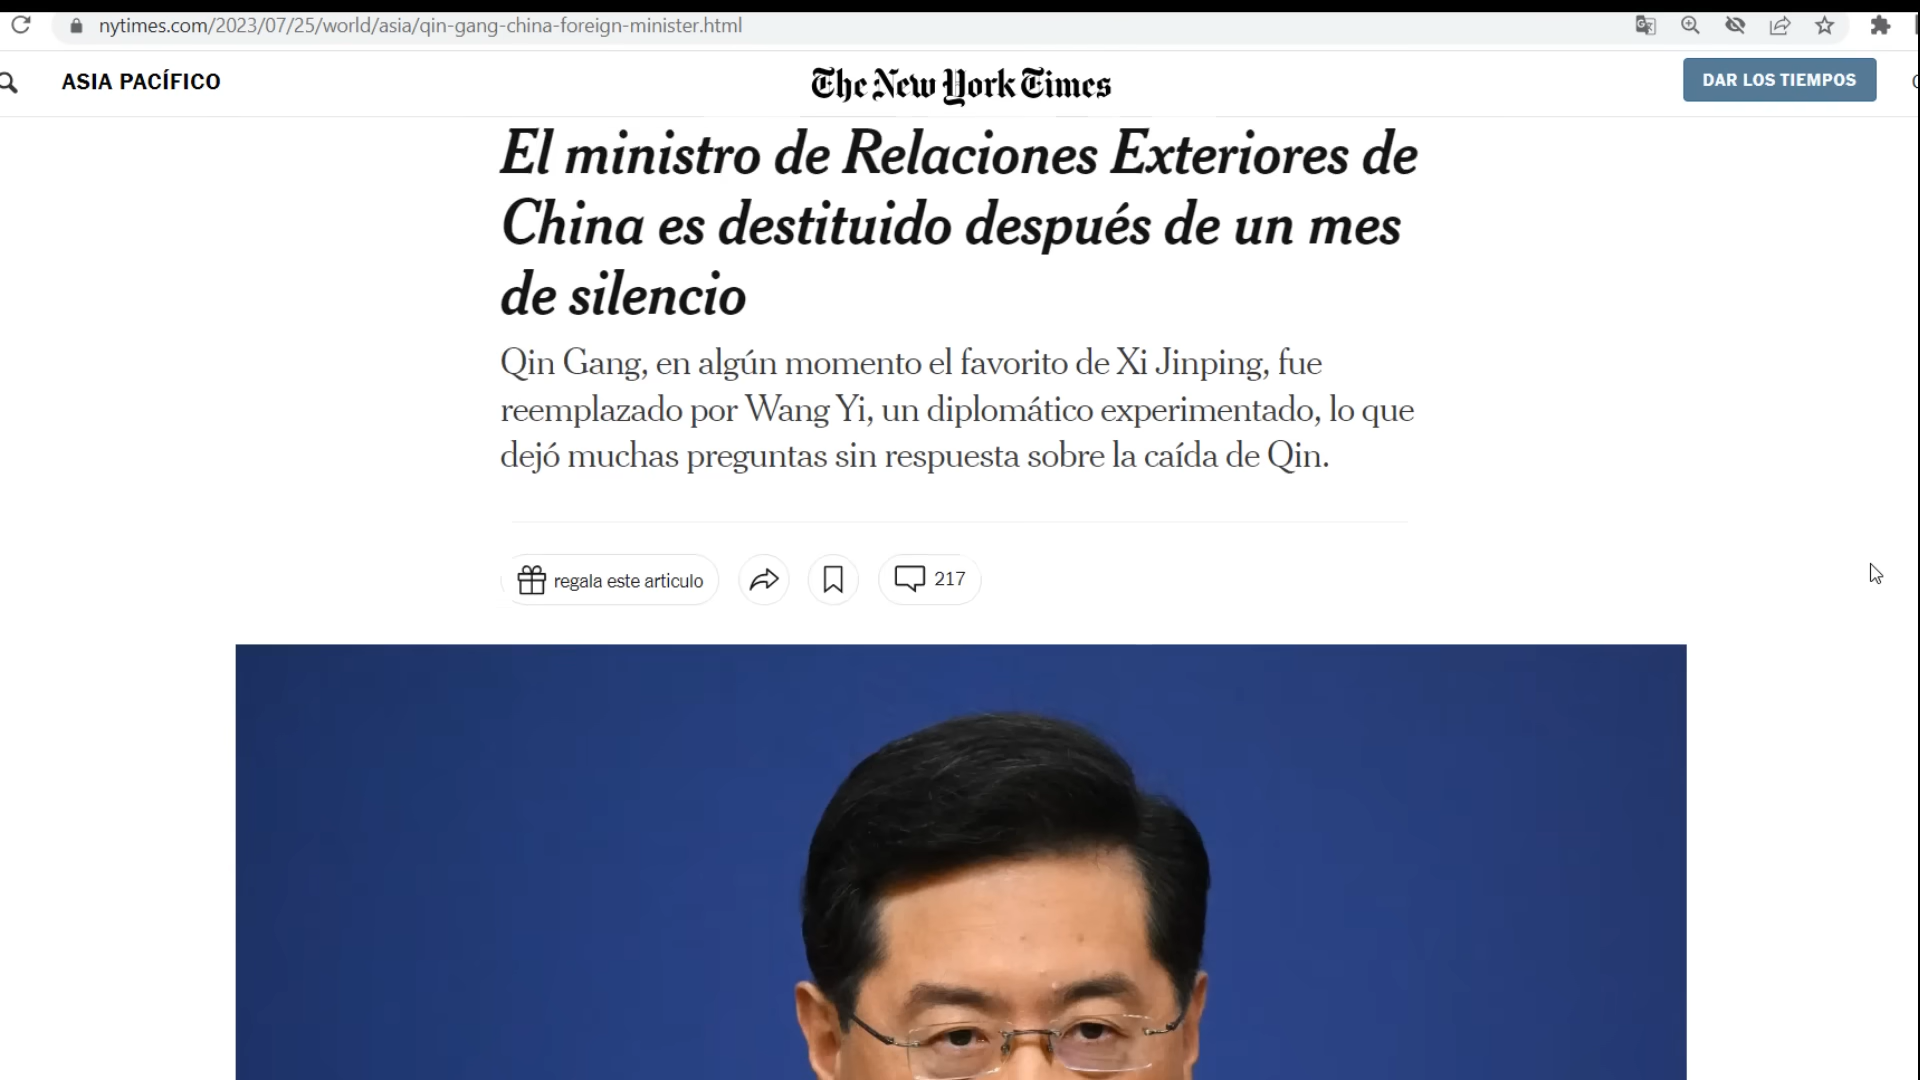 nytimes.com/2023/07/25/world/asia/qin-gang-china-foreign-minister.html
ASIA PACÍFICO
The New York Times
DAR LOS TIEMPOS
El ministro de Relaciones Exteriores de
China es destituido después de un mes
de silencio
Qin Gang, en algún momento el favorito de Xi Jinping, fue
reemplazado por Wang Yi, un diplomático experimentado, lo que
dejó muchas preguntas sin respuesta sobre la caída de Qin.
regala este articulo
217